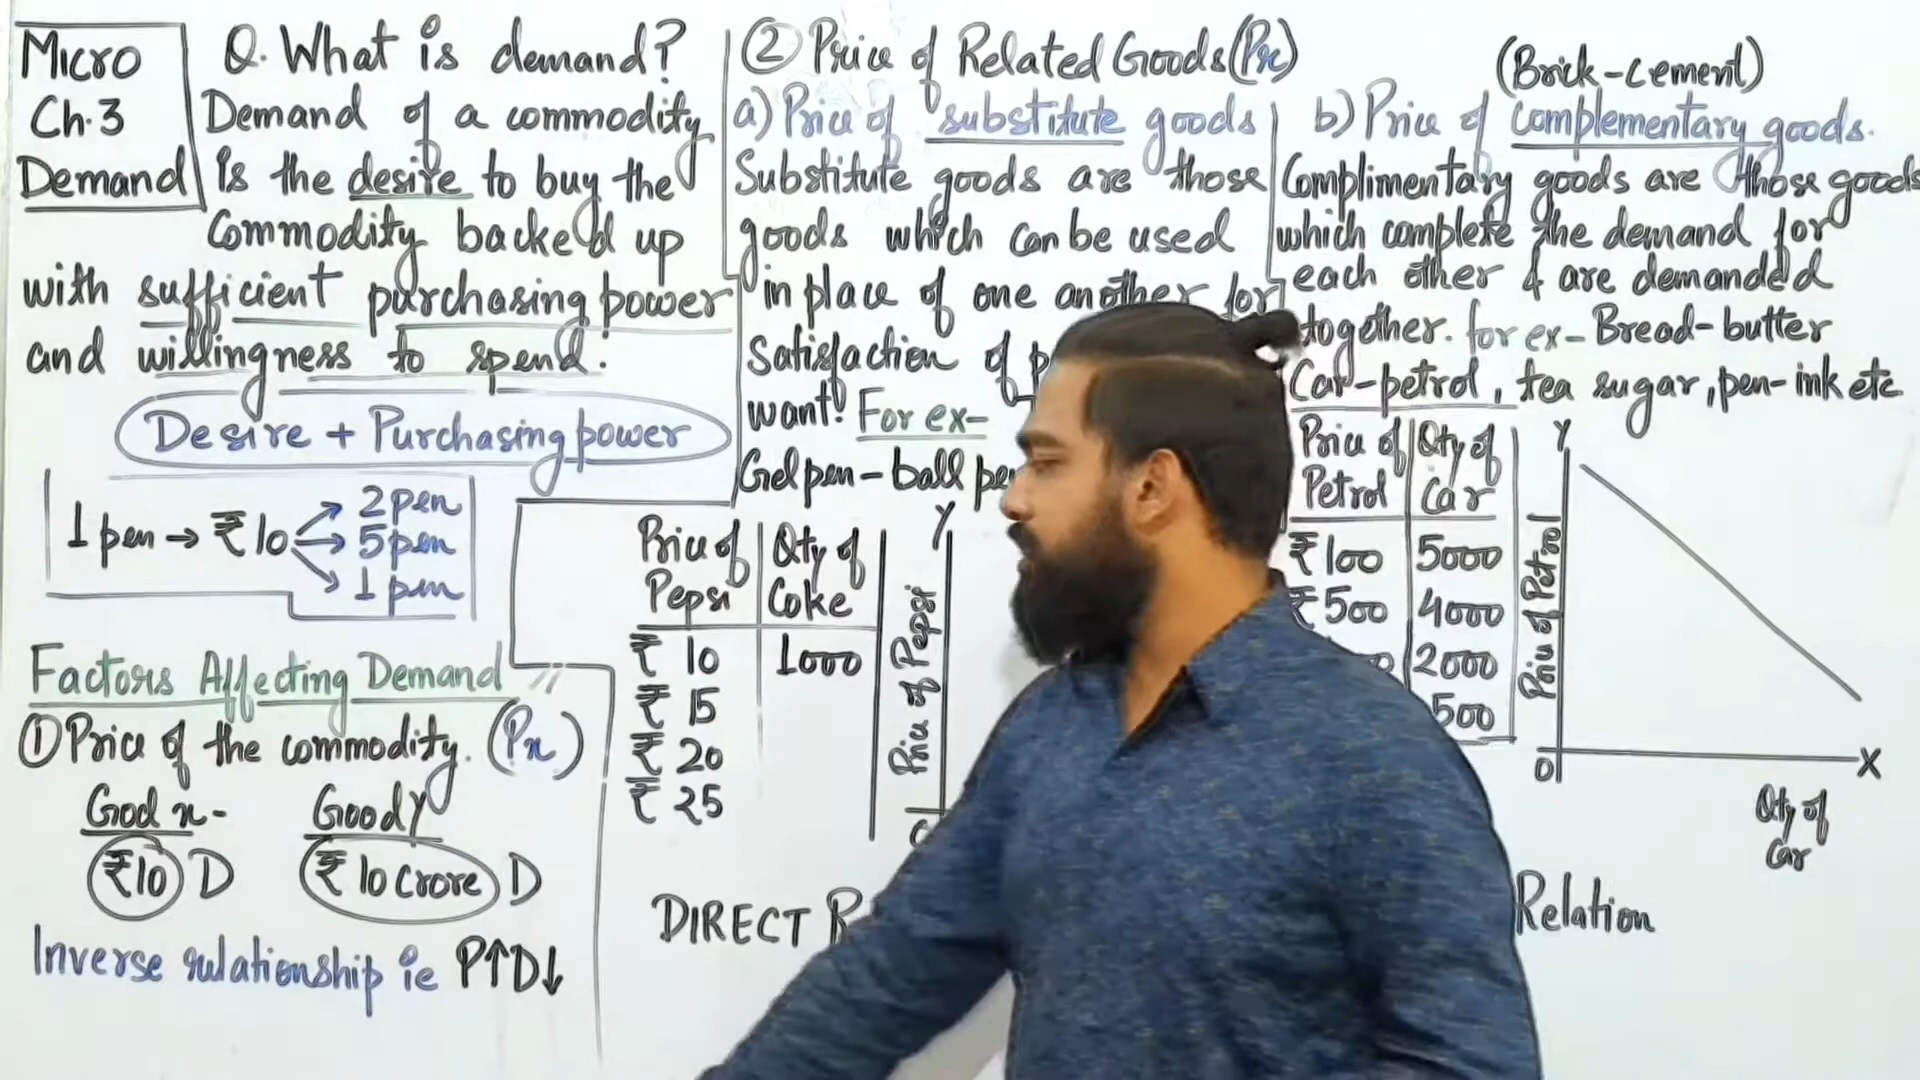 Micro
Ch.3
Demand
Q. What is demand?
Demand of a commodity
is the desire to buy the
Commodity backed up
with sufficient purchasing power
and willingness to spend.
Desire + Purchasing power
1 pen → ₹10
2 pen
5 pen
1 pen
Factors Affecting Demand
① Price of the commodity. (Px)
Good x-
Good Y
₹10 D
₹ 10 Crore D
Inverse relationship ie P↑D↓
② Price of Related Goods (Pr)
a) Price of substitute goods
Substitute goods are those
goods which can be used
in place of one another for
Satisfaction of
want. For ex-
Gel pen - ball
Price of Pepsi
Qty of Coke
₹ 10 1000
₹ 15
₹ 20
₹ 25
Y
Price of Pepsi
DIRECT
(Brick-cement)
b) Price of complementary goods.
Complimentary goods are those goods
which complete the demand for
each other & are demanded
together. for ex- Bread-butter
Car-petrol, tea sugar, pen-ink etc
Price of Petrol
Qty of Car
₹100 5000
₹500 4000
2000
500
Y
Price of Petrol
O
X
Qty of
Car
Relation